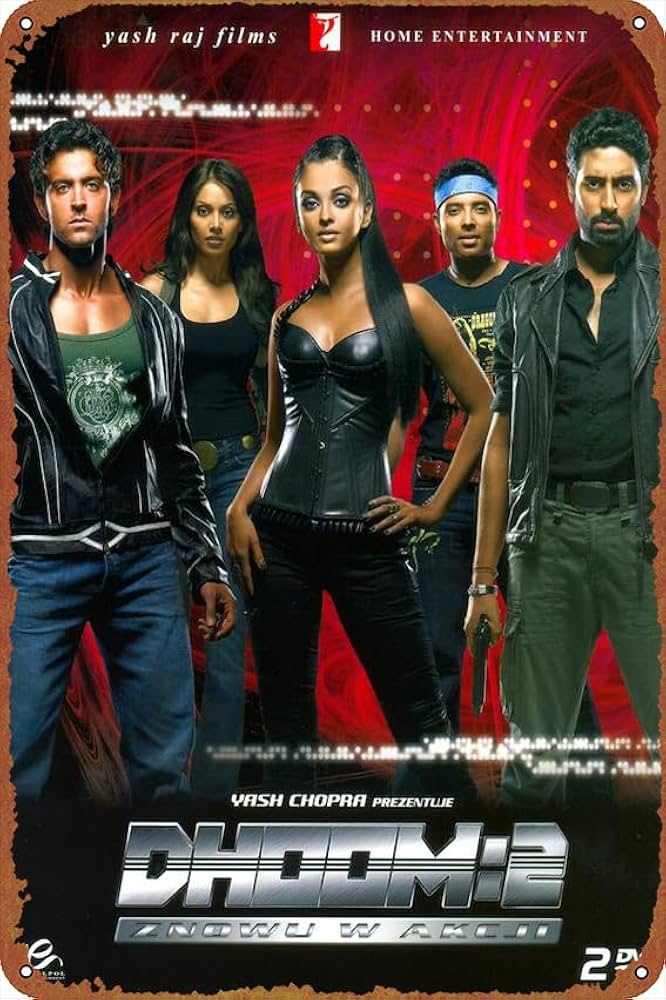 yash raj films
HOME ENTERTAINMENT
YASH CHOPRA PREZENTUJE
DHOOM:2
ZNOWU W AKCJI
2 DV